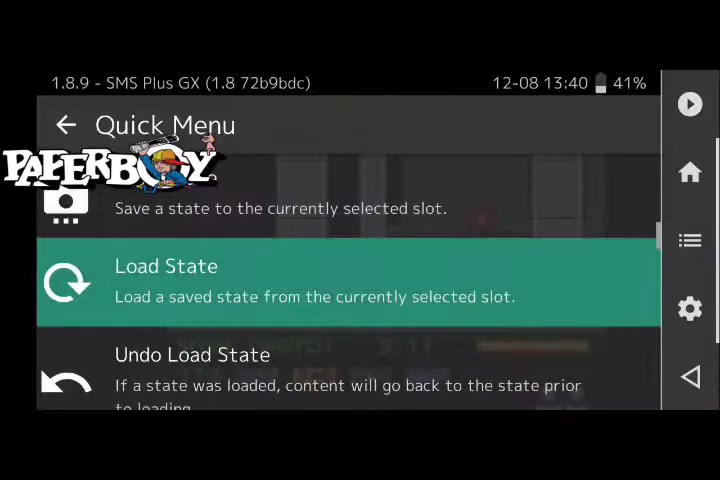 1.8.9 - SMS Plus GX (1.8 72b9bdc)
12-08 13:40 41%
Quick Menu
PAPERBOY
Save a state to the currently selected slot.
Load State
Load a saved state from the currently selected slot.
Undo Load State
If a state was loaded, content will go back to the state prior
to loading